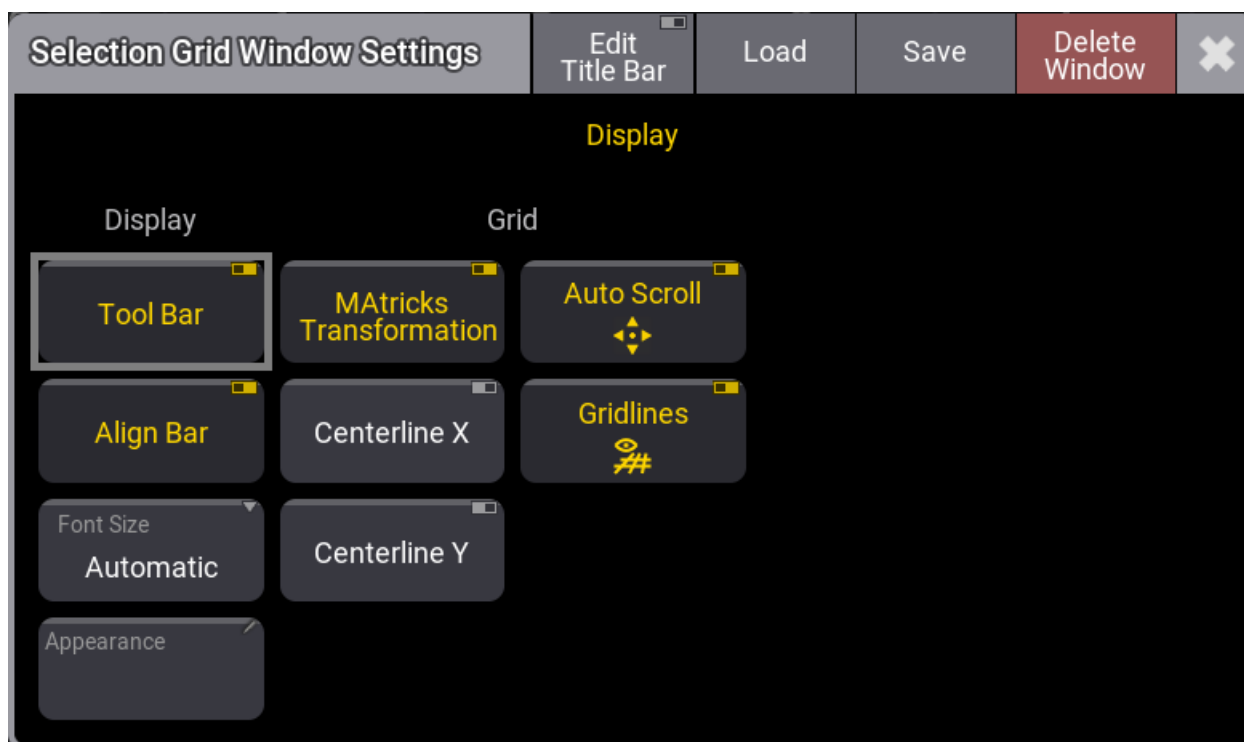 Selection Grid Window Settings
Edit
Title Bar
Load
Save
Delete
Window
Display
Display
Grid
Tool Bar
MAtricks
Transformation
Auto Scroll
Align Bar
Centerline X
Gridlines
Font Size
Automatic
Centerline Y
Appearance